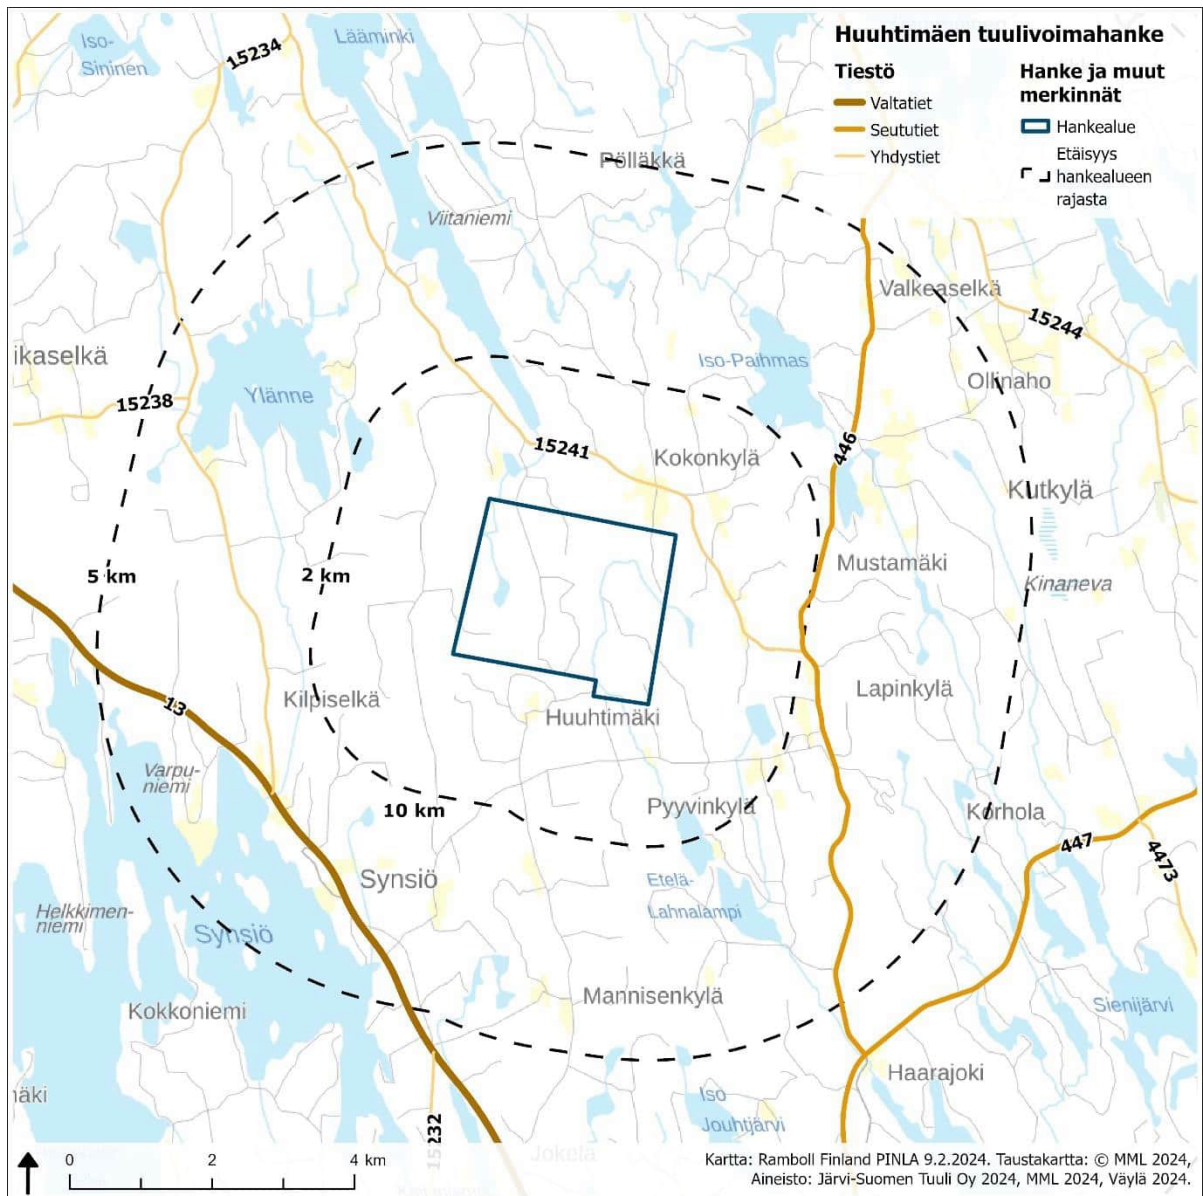 Huuhtimäen tuulivoimahanke
Tiestö
Valtatiet
Seututiet
Yhdystiet
Hanke ja muut
merkinnät
Hankealue
Etäisyys
hankealueen
rajasta
Iso-
Sininen
15234
Lääminki
Pölläkkä
Viitaniemi
Valkeaselkä
15244
ikaselkä
Iso-Paihmas
Ollinaho
Ylänne
15238
15241
446
Kokonkylä
Kutkylä
5 km
2 km
Mustamäki
Kinaneva
13
Kilpiselkä
Huuhtimäki
Lapinkylä
Varpu-
niemi
10 km
Pyyvinkylä
Korhola
447
4473
Synsiö
Etelä-
Lahnalampi
Helkkimen-
niemi
Synsiö
Kokkoniemi
Mannisenkylä
Sienijärvi
Haarajoki
näki
Iso
Jouhtjärvi
15232
Jokela
0 2 4 km
Kartta: Ramboll Finland PINLA 9.2.2024. Taustakartta: © MML 2024,
Aineisto: Järvi-Suomen Tuuli Oy 2024, MML 2024, Väylä 2024.